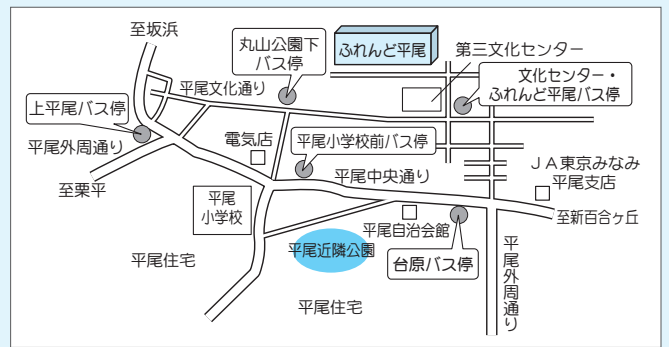 至坂浜
丸山公園下
バス停
ふれんど平尾
第三文化センター
平尾文化通り
文化センター・
ふれんど平尾バス停
上平尾バス停
平尾外周通り
電気店
平尾小学校前バス停
平尾中央通り
JA東京みなみ
平尾支店
至栗平
平尾
小学校
至新百合ヶ丘
平尾自治会館
平尾住宅
平尾近隣公園
台原バス停
平尾外周通り
平尾住宅